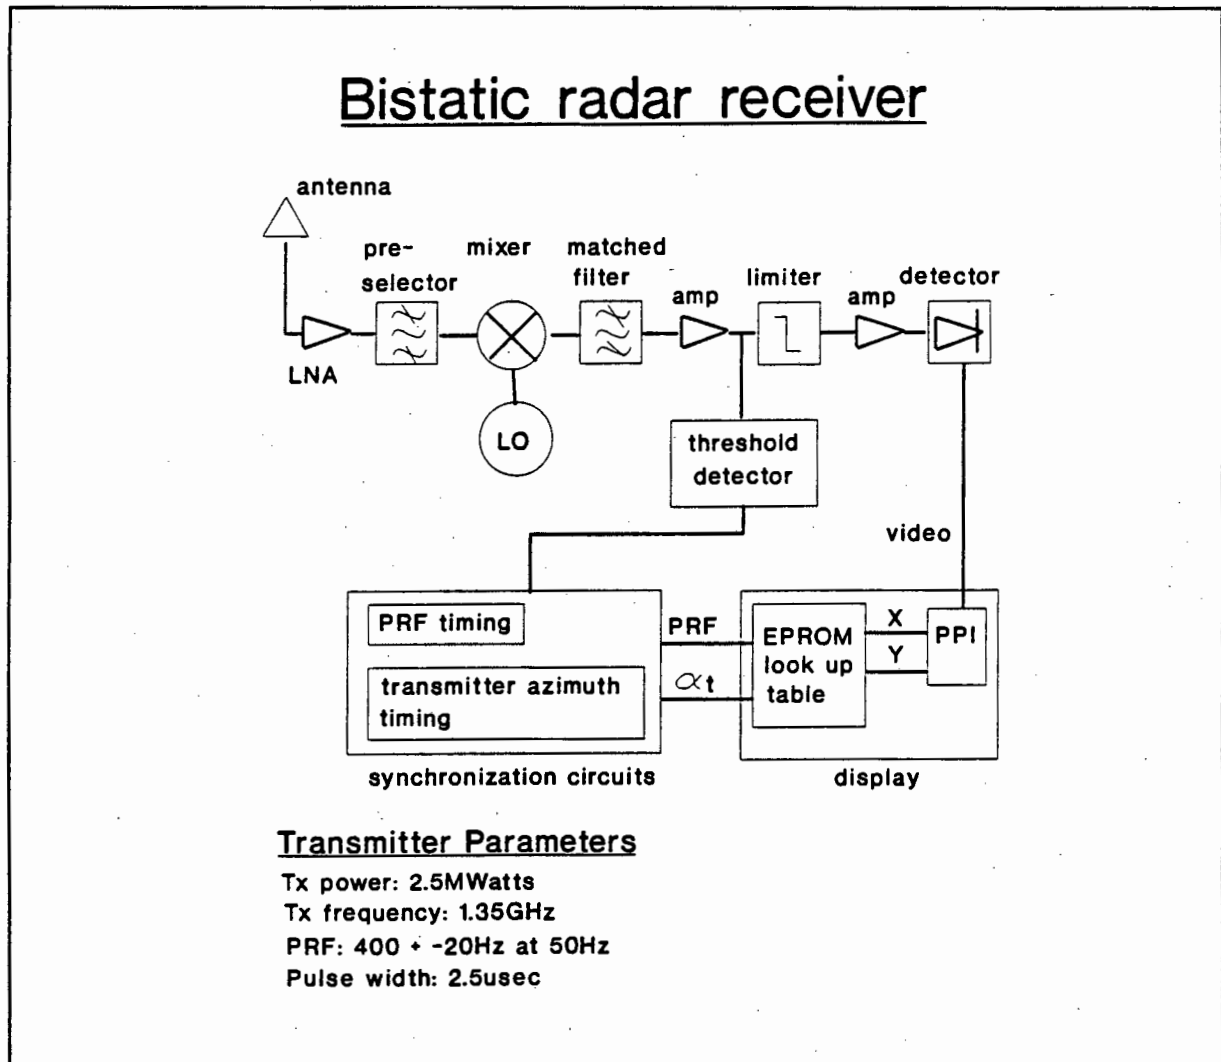 Bistatic radar receiver
antenna
pre-
selector
mixer
matched
filter
amp
limiter
amp
detector
LNA
LO
threshold
detector
video
PRF timing
transmitter azimuth
timing
PRF
αt
EPROM
look up
table
X
Y
PPI
synchronization circuits
display
Transmitter Parameters
Tx power: 2.5MWatts
Tx frequency: 1.35GHz
PRF: 400 + -20Hz at 50Hz
Pulse width: 2.5usec